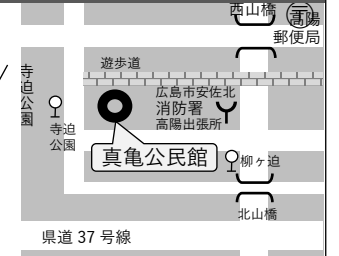 西山橋
高陽
郵便局
遊歩道
寺迫公園
広島市安佐北
消防署
高陽出張所
寺迫
公園
真亀公民館
柳ヶ迫
北山橋
県道 37 号線